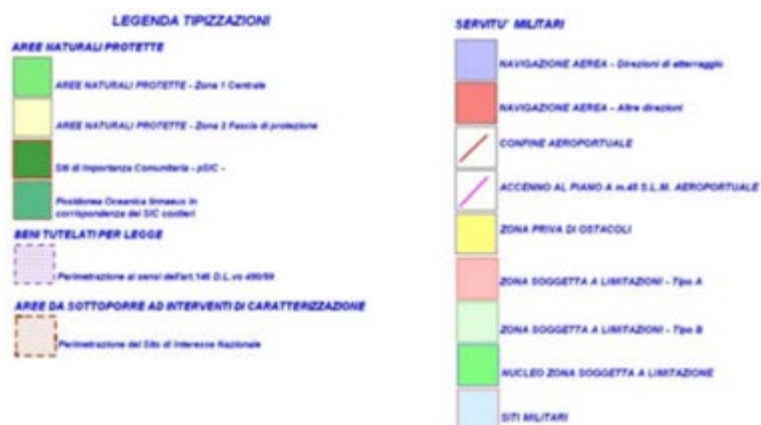 LEGENDA TIPIZZAZIONI
AREE NATURALI PROTETTE
AREE NATURALI PROTETTE - Zona 1 Centrale
AREE NATURALI PROTETTE - Zona 2 Fascia di protezione
Siti di Importanza Comunitaria - pSIC -
Posidonea Oceanica linnaeus in
corrispondenza dei SIC costieri
BENI TUTELATI PER LEGGE
Perimetrazione ai sensi dell'art.146 D.L.vo 490/99
AREE DA SOTTOPORRE AD INTERVENTI DI CARATTERIZZAZIONE
Perimetrazione del Sito di Interesse Nazionale
SERVITU' MILITARI
NAVIGAZIONE AEREA - Direzioni di atterraggio
NAVIGAZIONE AEREA - Altre direzioni
CONFINE AEROPORTUALE
ACCENNO AL PIANO A m.45 S.L.M. AEROPORTUALE
ZONA PRIVA DI OSTACOLI
ZONA SOGGETTA A LIMITAZIONI - Tipo A
ZONA SOGGETTA A LIMITAZIONI - Tipo B
NUCLEO ZONA SOGGETTA A LIMITAZIONE
SITI MILITARI